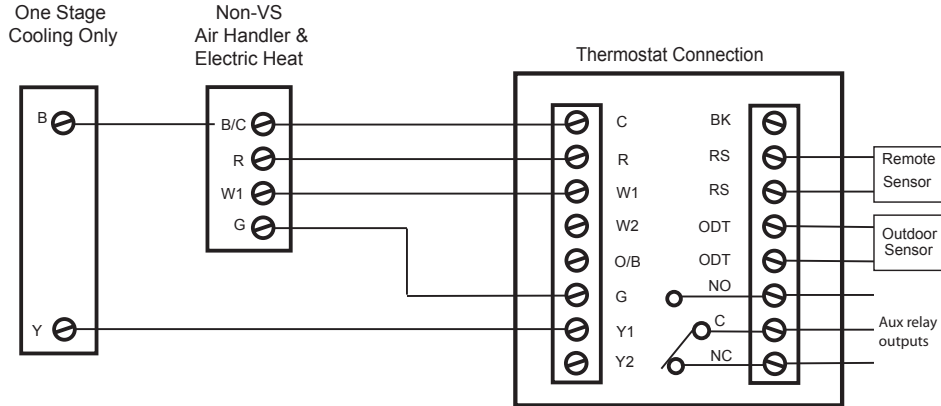 One Stage
Cooling Only
Non-VS
Air Handler &
Electric Heat
Thermostat Connection
B
Y
B/C
R
W1
G
C
R
W1
W2
O/B
G
Y1
Y2
BK
RS
RS
ODT
ODT
NO
C
NC
Remote
Sensor
Outdoor
Sensor
Aux relay
outputs